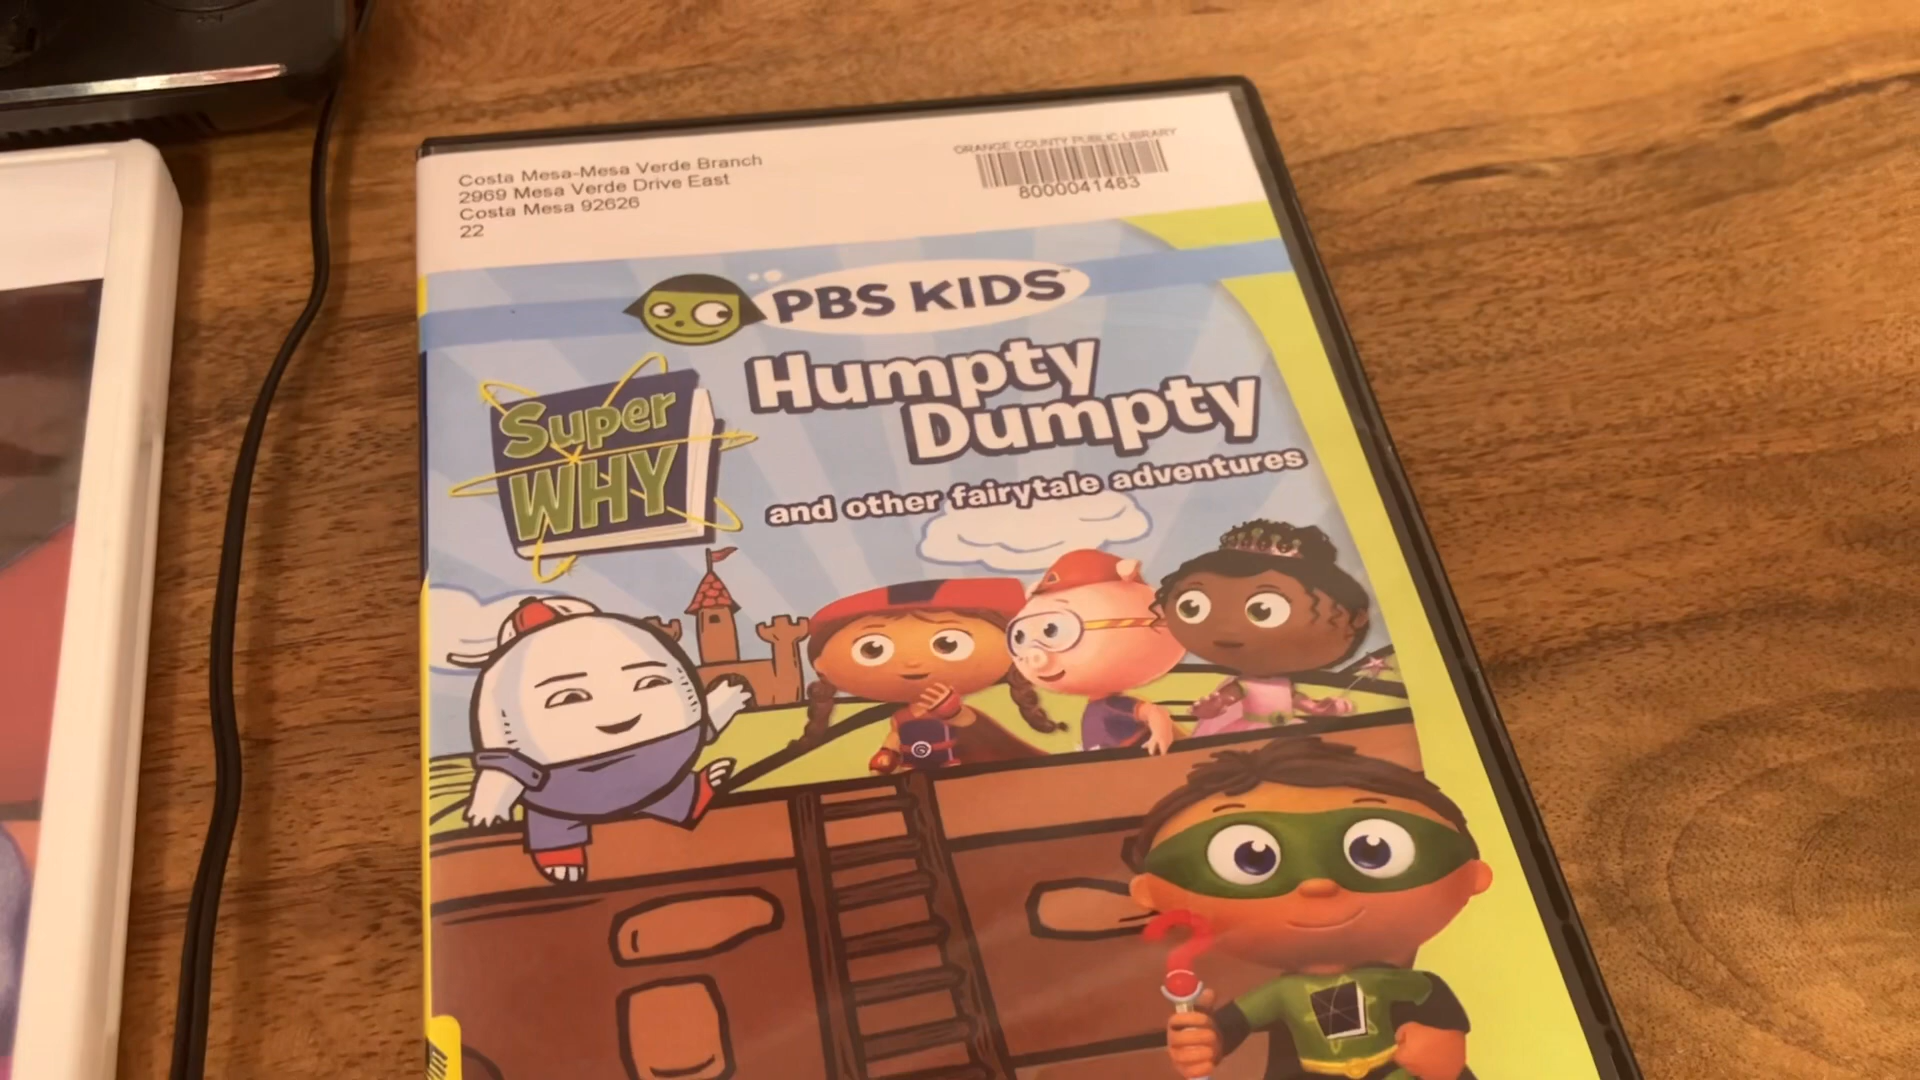 Costa Mesa-Mesa Verde Branch
2969 Mesa Verde Drive East
Costa Mesa 92626
22
ORANGE COUNTY PUBLIC LIBRARY
8000041483
PBS KIDS™
Super
WHY
Humpty
Dumpty
and other fairytale adventures